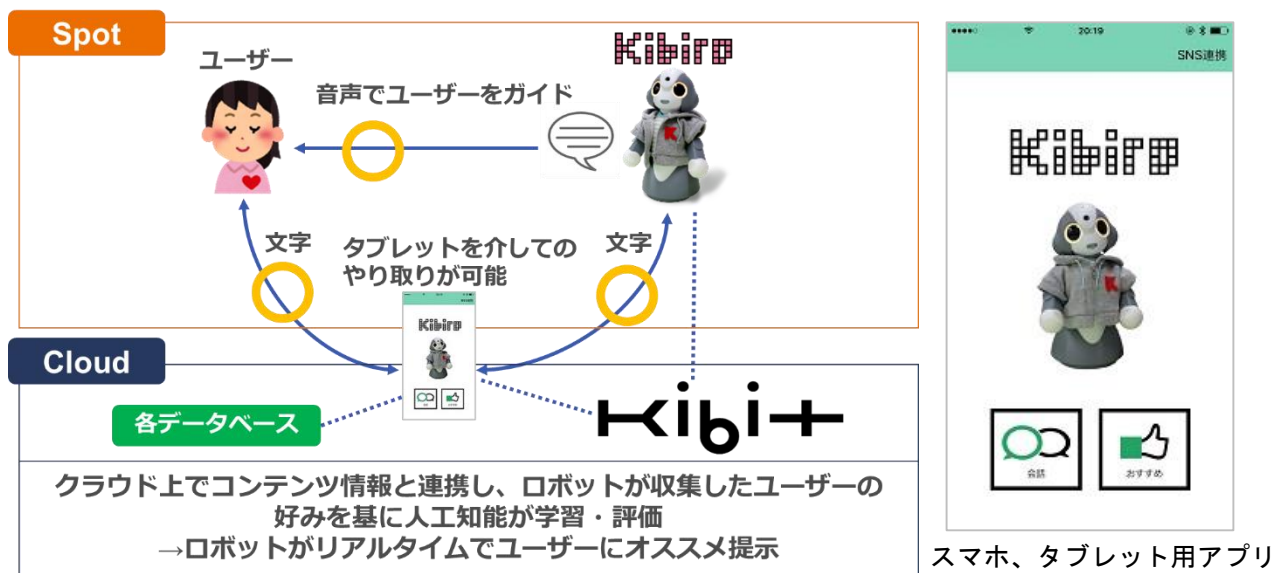 Spot
ユーザー
Kibiro
音声でユーザーをガイド
K
文字
タブレットを介しての
やり取りが可能
文字
Kibiro
Cloud
各データベース
kibit
クラウド上でコンテンツ情報と連携し、ロボットが収集したユーザーの
好みを基に人工知能が学習・評価
→ロボットがリアルタイムでユーザーにオススメ提示
20:19
SNS連携
Kibiro
K
会話
おすすめ
スマホ、タブレット用アプリ